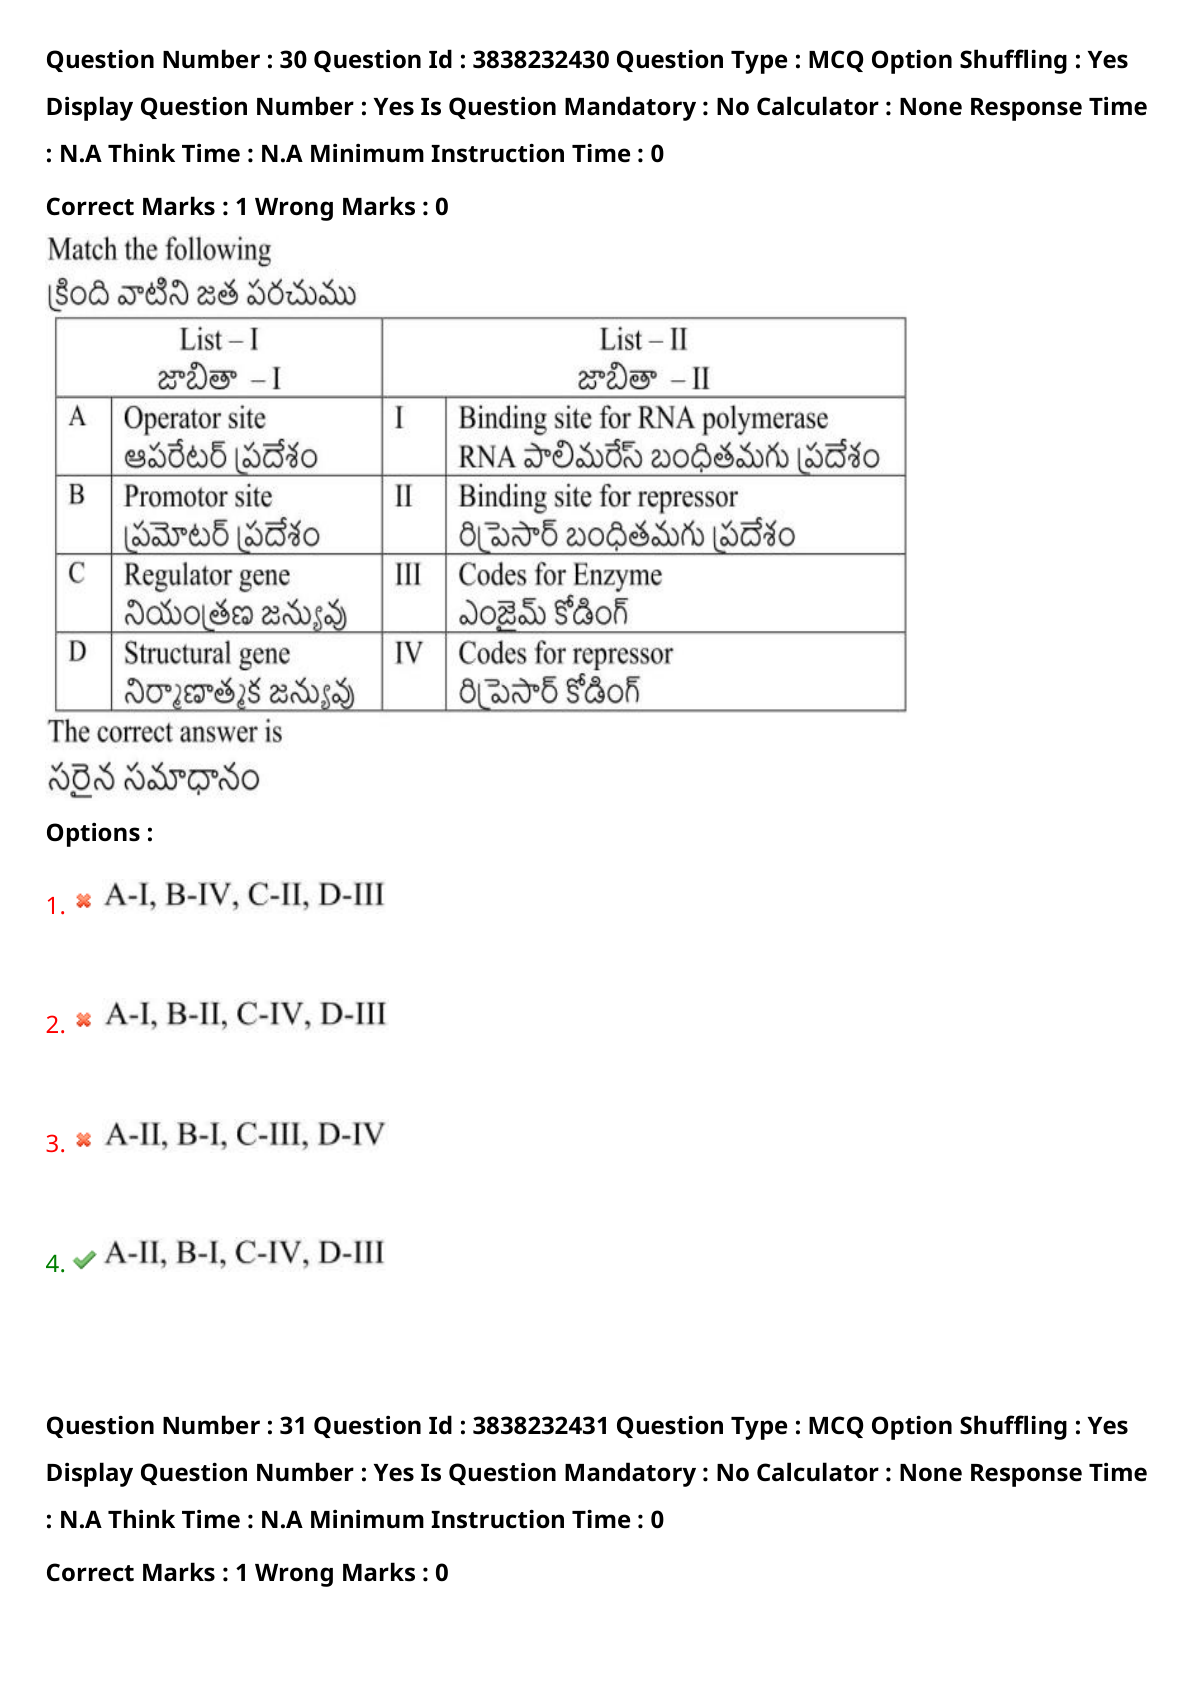 Question Number : 30 Question Id : 3838232430 Question Type : MCQ Option Shuffling : Yes
Display Question Number : Yes Is Question Mandatory : No Calculator : None Response Time
: N.A Think Time : N.A Minimum Instruction Time : 0
Correct Marks : 1 Wrong Marks : 0
Match the following
క్రింది వాటిని జత పరచుము
List – I List – II
జాబితా – I జాబితా – II
A Operator site I Binding site for RNA polymerase
ఆపరేటర్ ప్రదేశం RNA పాలిమరేస్ బంధితమగు ప్రదేశం
B Promotor site II Binding site for repressor
ప్రమోటర్ ప్రదేశం రిప్రెసార్ బంధితమగు ప్రదేశం
C Regulator gene III Codes for Enzyme
నియంత్రణ జన్యువు ఎంజైమ్ కోడింగ్
D Structural gene IV Codes for repressor
నిర్మాణాత్మక జన్యువు రిప్రెసార్ కోడింగ్
The correct answer is
సరైన సమాధానం
Options :
1. A-I, B-IV, C-II, D-III
2. A-I, B-II, C-IV, D-III
3. A-II, B-I, C-III, D-IV
4. A-II, B-I, C-IV, D-III
Question Number : 31 Question Id : 3838232431 Question Type : MCQ Option Shuffling : Yes
Display Question Number : Yes Is Question Mandatory : No Calculator : None Response Time
: N.A Think Time : N.A Minimum Instruction Time : 0
Correct Marks : 1 Wrong Marks : 0